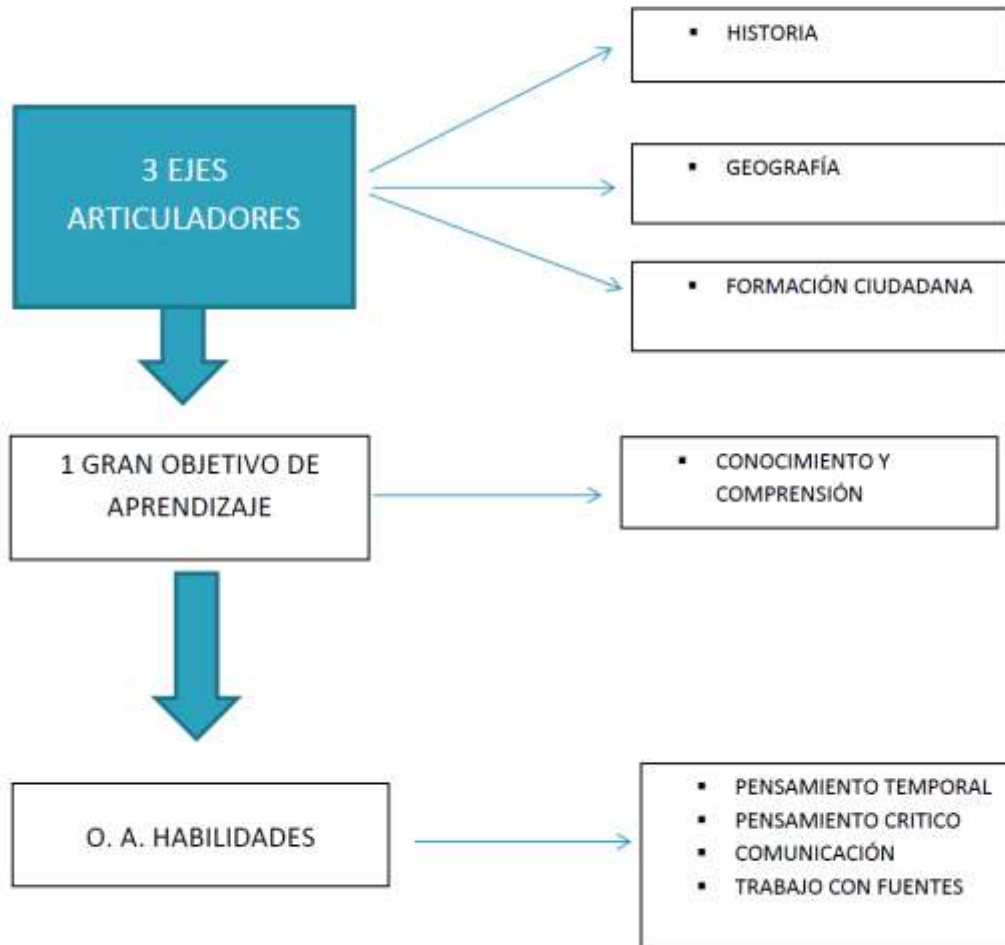 3 EJES
ARTICULADORES
▪ HISTORIA
▪ GEOGRAFÍA
▪ FORMACIÓN CIUDADANA
1 GRAN OBJETIVO DE
APRENDIZAJE
▪ CONOCIMIENTO Y
COMPRENSIÓN
O. A. HABILIDADES
▪ PENSAMIENTO TEMPORAL
▪ PENSAMIENTO CRITICO
▪ COMUNICACIÓN
▪ TRABAJO CON FUENTES